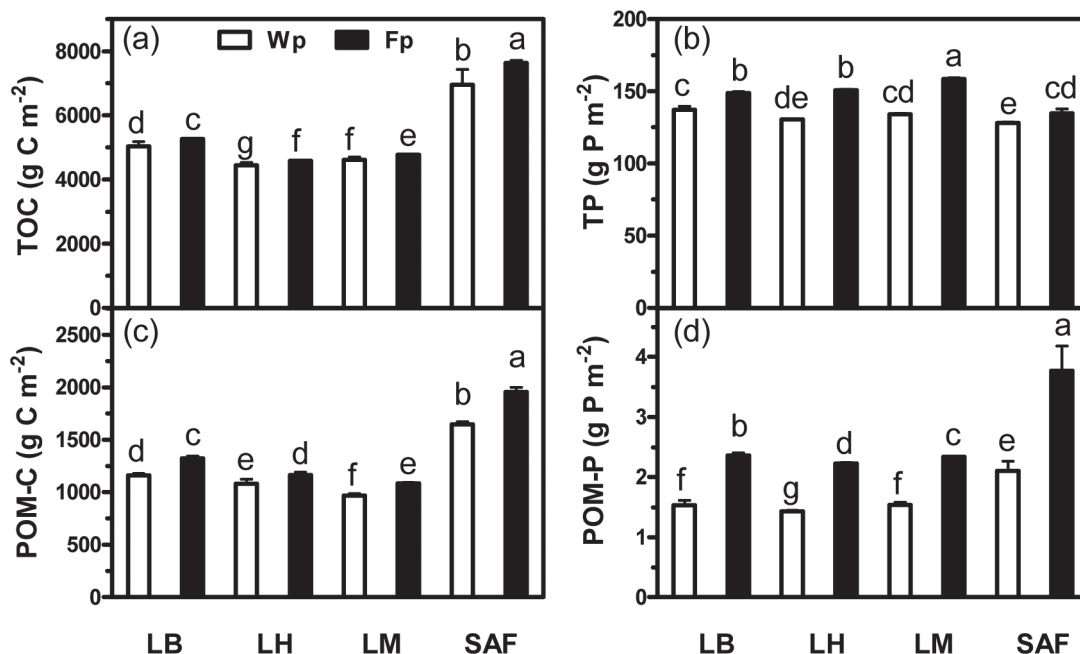 (a) Wp Fp
TOC (g C m-2)
8000
6000
4000
2000
0
d c g f f e b a
(b)
TP (g P m-2)
200
150
100
50
0
c b de b cd a e cd
(c)
POM-C (g C m-2)
2500
2000
1500
1000
500
0
d c e d f e b a
LB LH LM SAF
(d)
POM-P (g P m-2)
4
3
2
1
0
f b g d f c e a
LB LH LM SAF